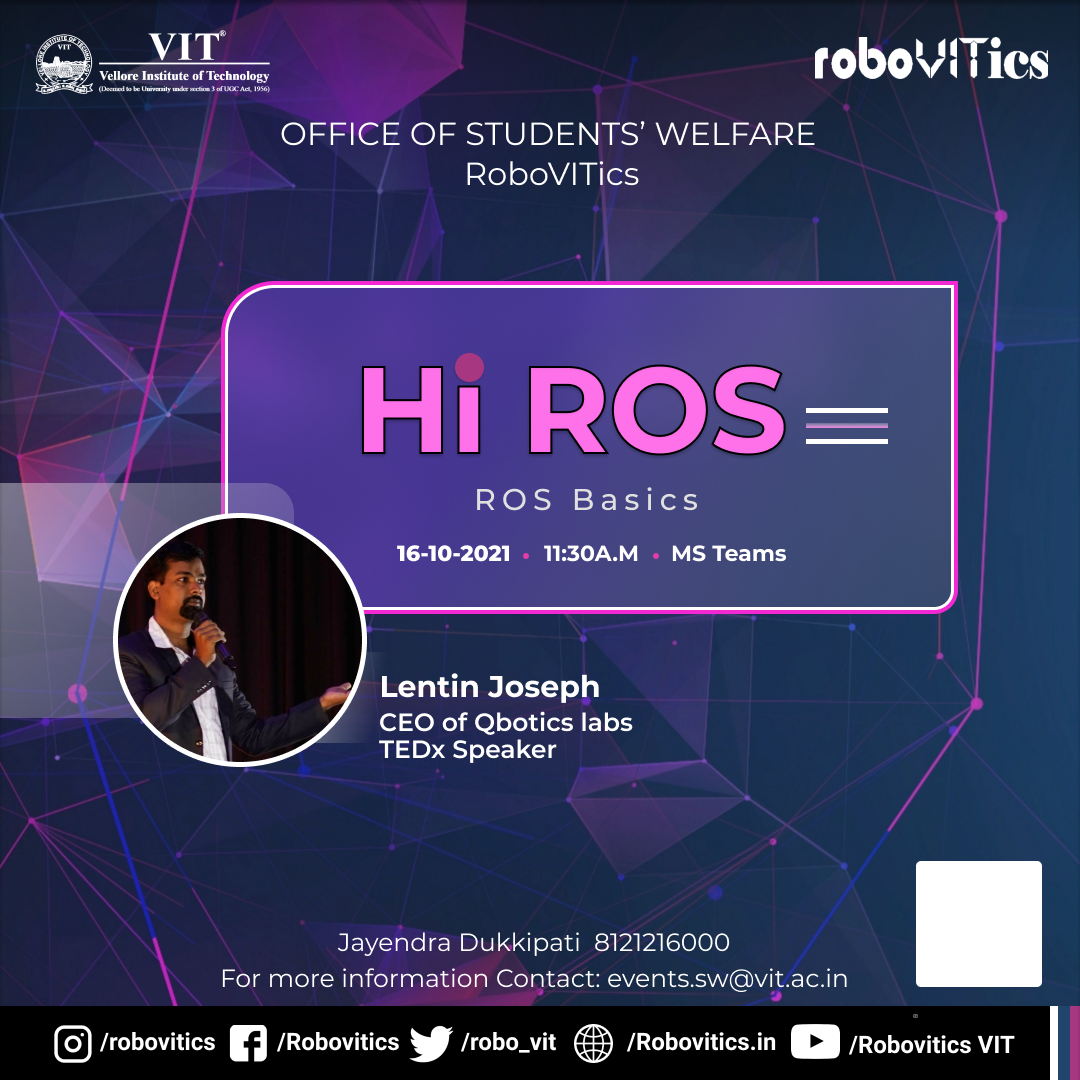 VIT®
Vellore Institute of Technology
(Deemed to be University under section 3 of UGC Act, 1956)
VIT
roboVITics
OFFICE OF STUDENTS’ WELFARE
RoboVITics
Hi ROS
ROS Basics
16-10-2021 • 11:30A.M • MS Teams
Lentin Joseph
CEO of Qbotics labs
TEDx Speaker
Jayendra Dukkipati 8121216000
For more information Contact: events.sw@vit.ac.in
/robovitics /Robovitics /robo_vit /Robovitics.in /Robovitics VIT